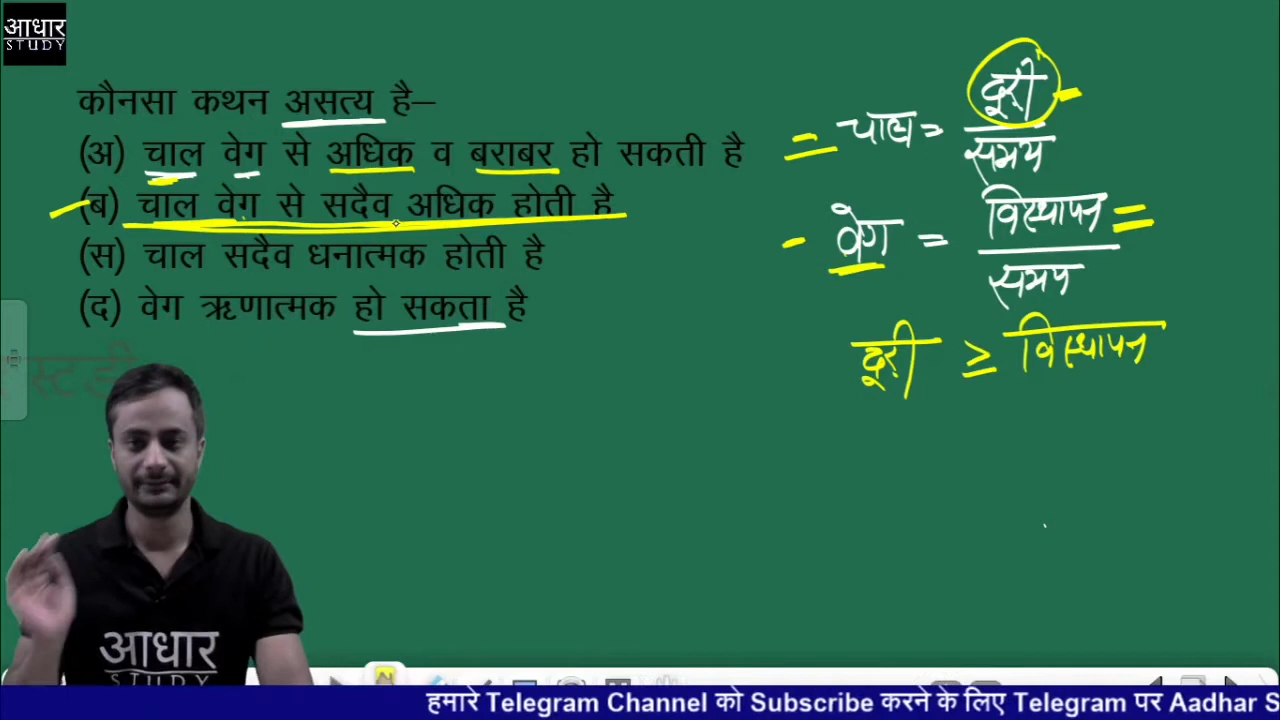 आधार
STUDY
कौनसा कथन असत्य है–
(अ) चाल वेग से अधिक व बराबर हो सकती है
(ब) चाल वेग से सदैव अधिक होती है
(स) चाल सदैव धनात्मक होती है
(द) वेग ऋणात्मक हो सकता है
चाल = दूरी
समय
वेग = विस्थापन
समय
दूरी ≥ विस्थापन
आधार
STUDY
हमारे Telegram Channel को Subscribe करने के लिए Telegram पर Aadhar S